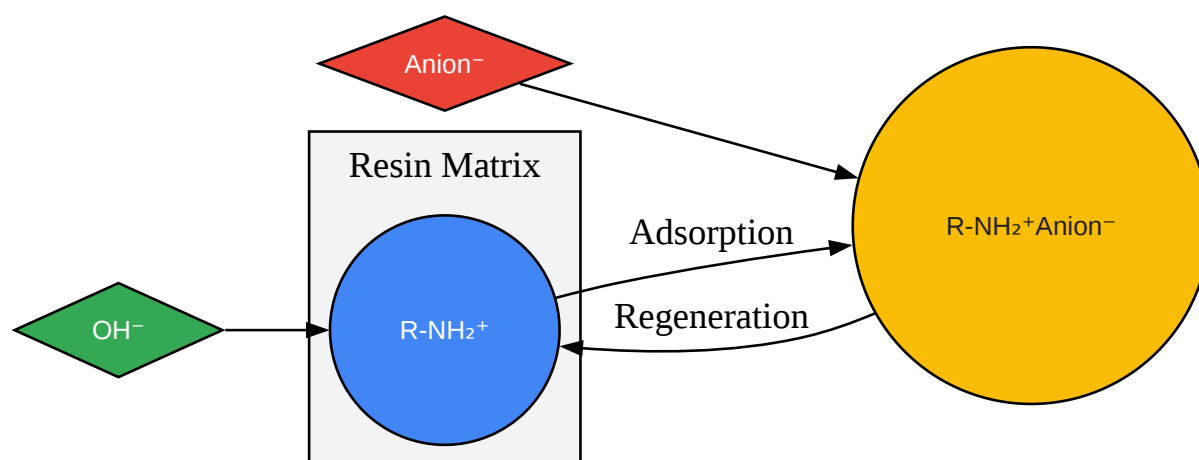 Anion⁻
Resin Matrix
Adsorption
R-NH₂⁺Anion⁻
Regeneration
OH⁻
R-NH₂⁺